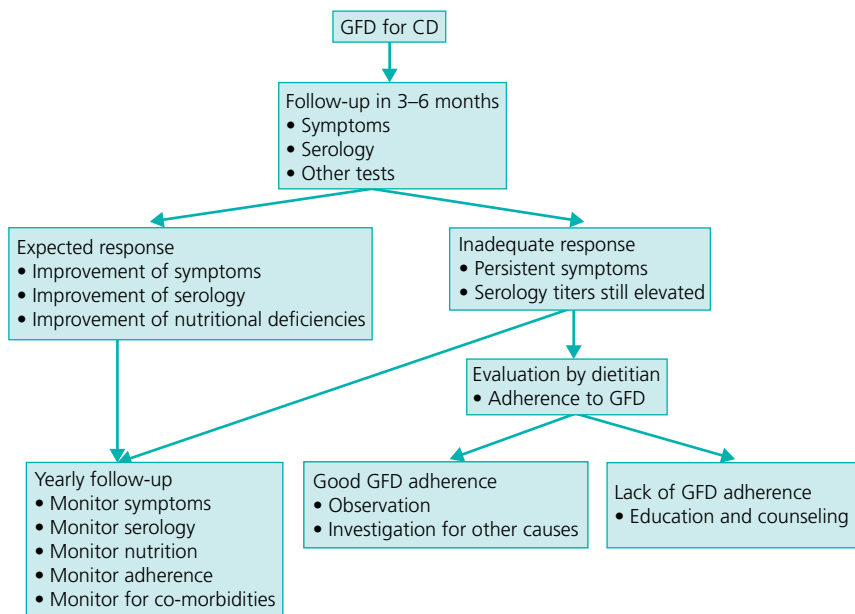 GFD for CD
Follow-up in 3–6 months
• Symptoms
• Serology
• Other tests
Expected response
• Improvement of symptoms
• Improvement of serology
• Improvement of nutritional deficiencies
Inadequate response
• Persistent symptoms
• Serology titers still elevated
Evaluation by dietitian
• Adherence to GFD
Yearly follow-up
• Monitor symptoms
• Monitor serology
• Monitor nutrition
• Monitor adherence
• Monitor for co-morbidities
Good GFD adherence
• Observation
• Investigation for other causes
Lack of GFD adherence
• Education and counseling